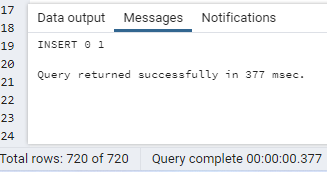 17
18
19
20
21
22
23
24
Data output Messages Notifications
INSERT 0 1
Query returned successfully in 377 msec.
Total rows: 720 of 720 Query complete 00:00:00.377